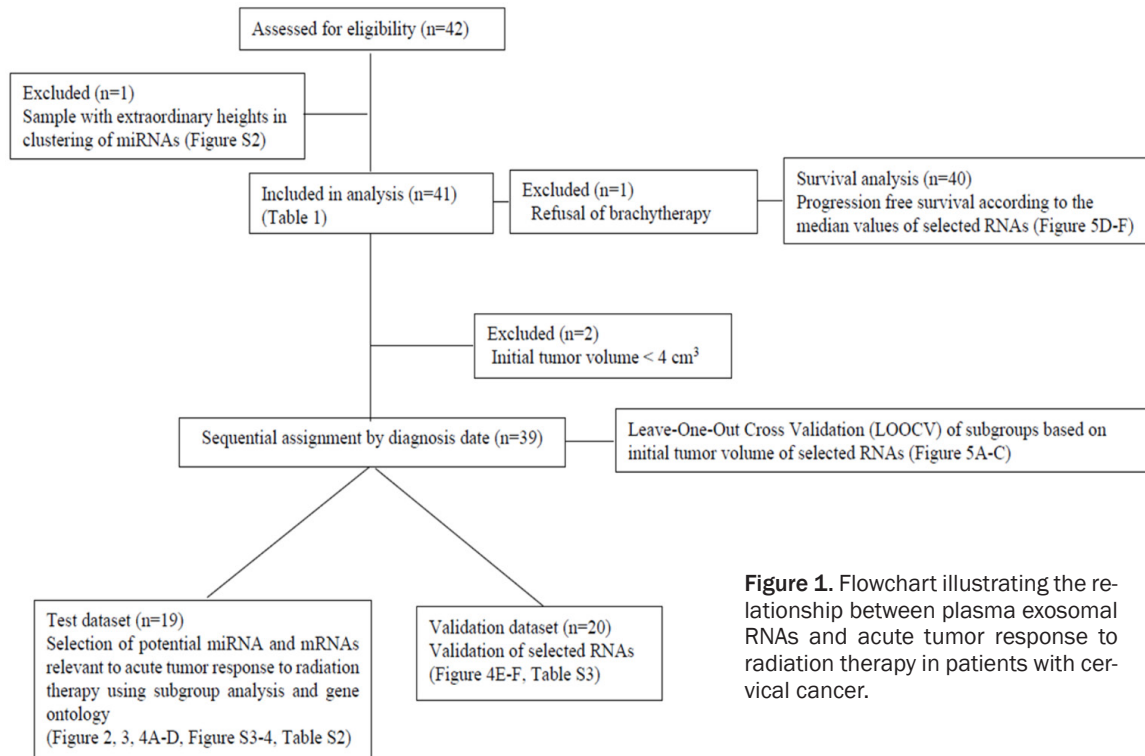 Assessed for eligibility (n=42)
Excluded (n=1)
Sample with extraordinary heights in
clustering of miRNAs (Figure S2)
Included in analysis (n=41)
(Table 1)
Excluded (n=1)
Refusal of brachytherapy
Survival analysis (n=40)
Progression free survival according to the
median values of selected RNAs (Figure 5D-F)
Excluded (n=2)
Initial tumor volume < 4 cm³
Sequential assignment by diagnosis date (n=39)
Leave-One-Out Cross Validation (LOOCV) of subgroups based on
initial tumor volume of selected RNAs (Figure 5A-C)
Test dataset (n=19)
Selection of potential miRNA and mRNAs
relevant to acute tumor response to radiation
therapy using subgroup analysis and gene
ontology
(Figure 2, 3, 4A-D, Figure S3-4, Table S2)
Validation dataset (n=20)
Validation of selected RNAs
(Figure 4E-F, Table S3)
Figure 1. Flowchart illustrating the re-
lationship between plasma exosomal
RNAs and acute tumor response to
radiation therapy in patients with cer-
vical cancer.